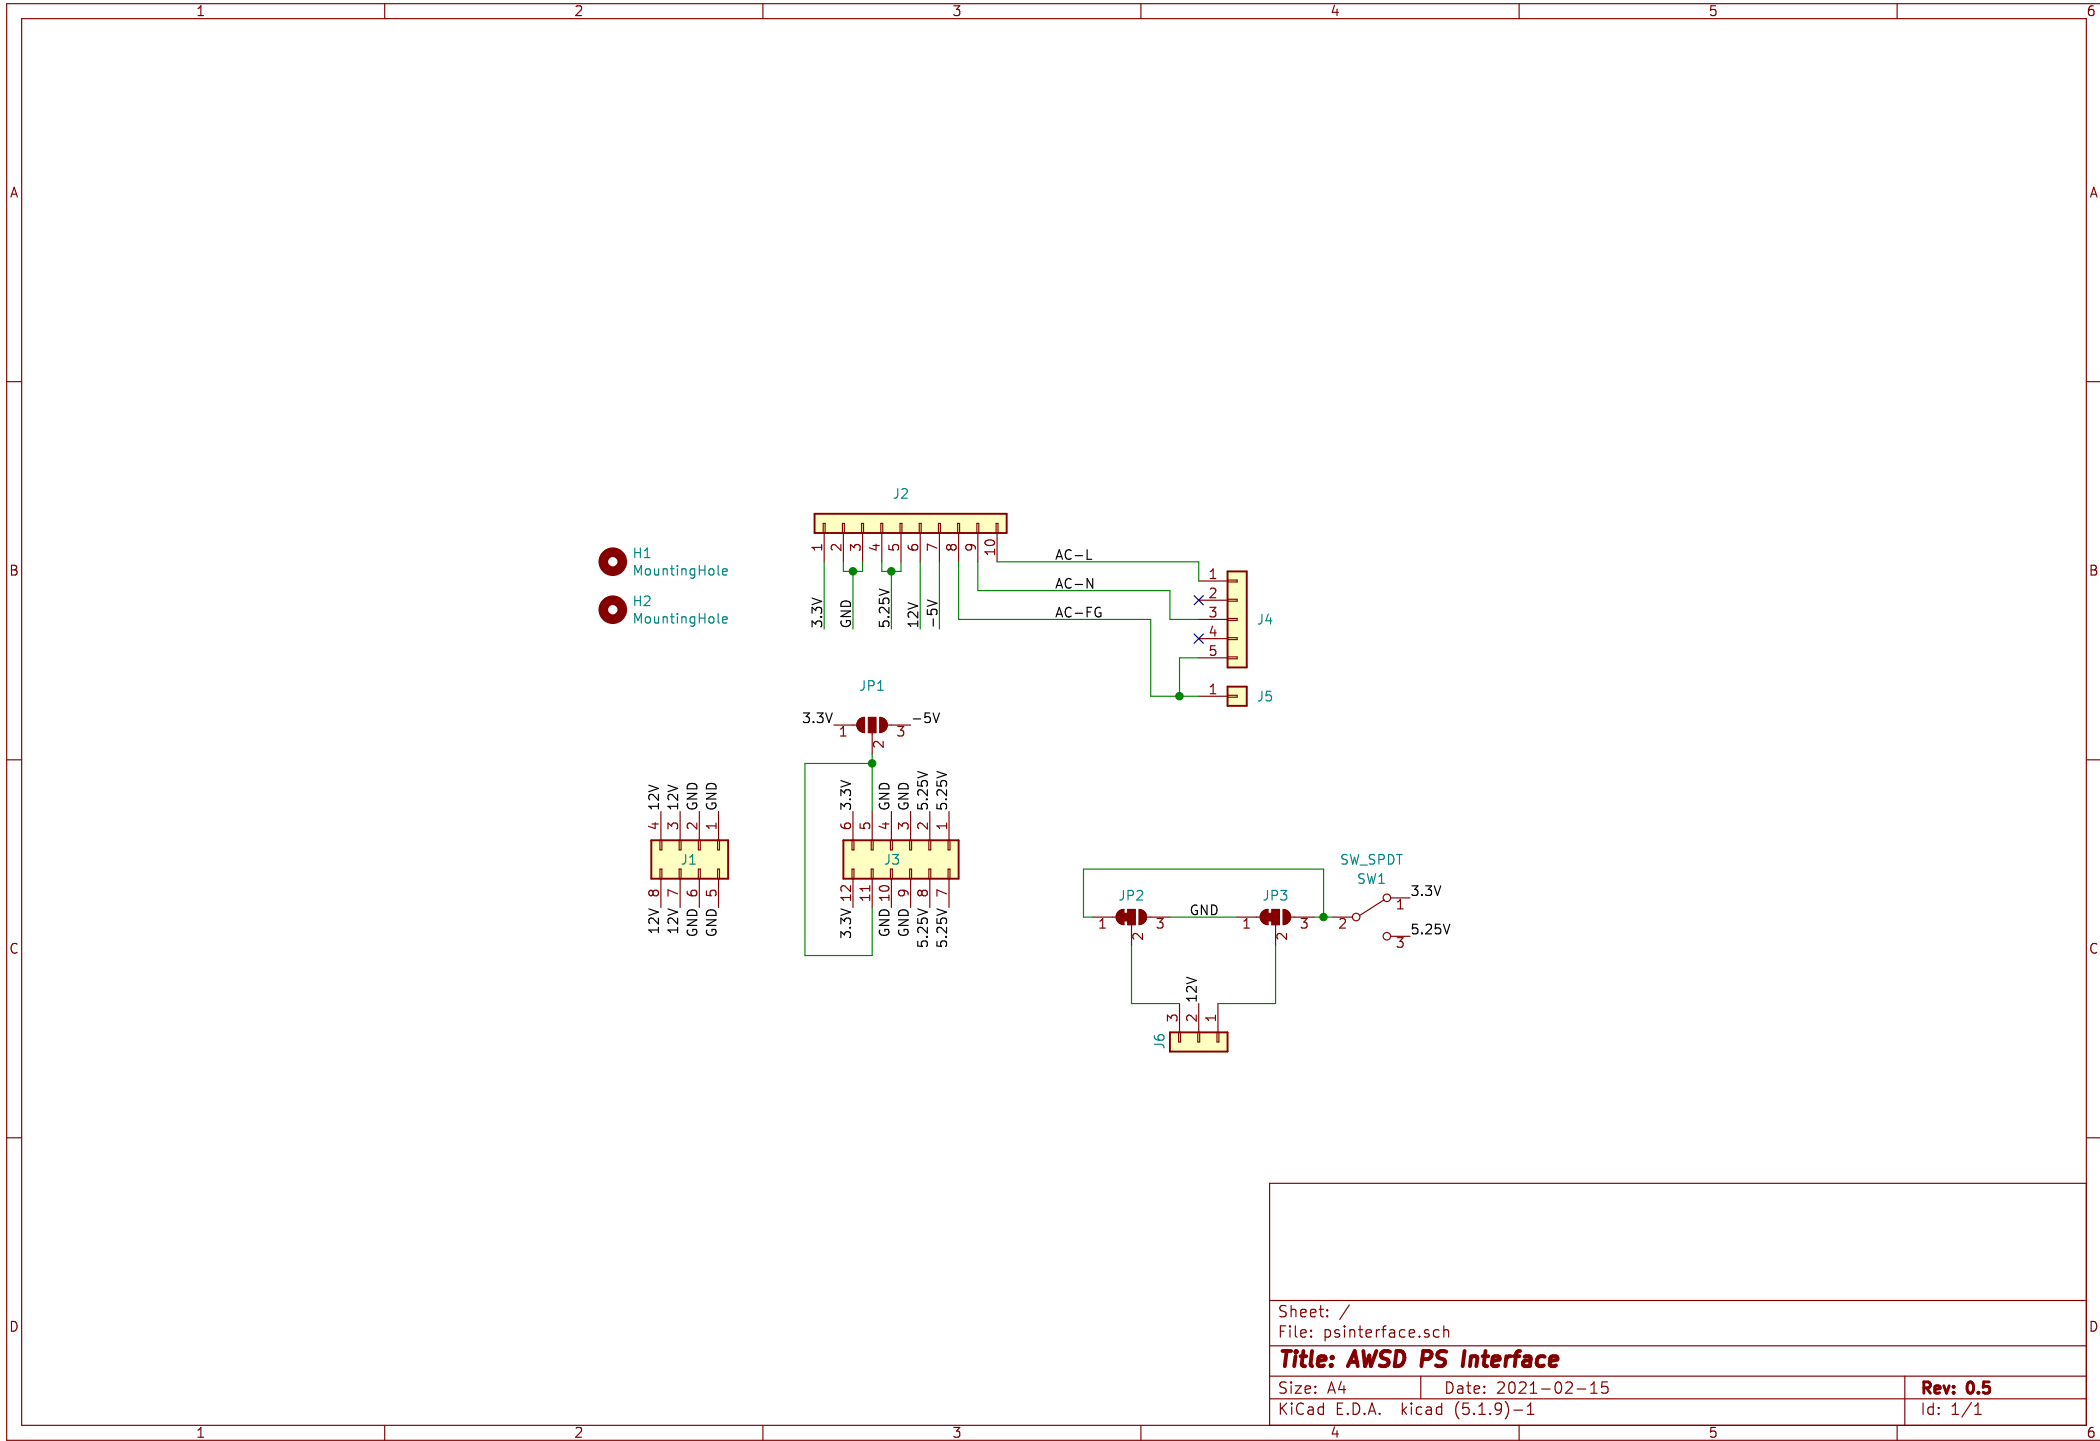 1 2 3 4 5 6
A A
J2
1 2 3 4 5 6 7 8 9 10
3.3V GND 5.25V 12V -5V
H1
MountingHole
H2
MountingHole
AC-L
AC-N
AC-FG
1
2
3
4
5
J4
1 J5
B B
JP1
3.3V -5V
1 2 3
12V 12V GND GND
4 3 2 1
J1
8 7 6 5
12V 12V GND GND
3.3V GND GND 5.25V 5.25V
6 5 4 3 2 1
J3
12 11 10 9 8 7
3.3V GND GND 5.25V 5.25V
SW_SPDT
SW1
JP2 JP3
1 2 3
GND
1 2 3
2
1 3.3V
3 5.25V
12V
3 2 1
J6
C C
D D
Sheet: /
File: psinterface.sch
Title: AWSD PS Interface
Size: A4 Date: 2021-02-15 Rev: 0.5
KiCad E.D.A. kicad (5.1.9)-1 Id: 1/1
1 2 3 4 5 6